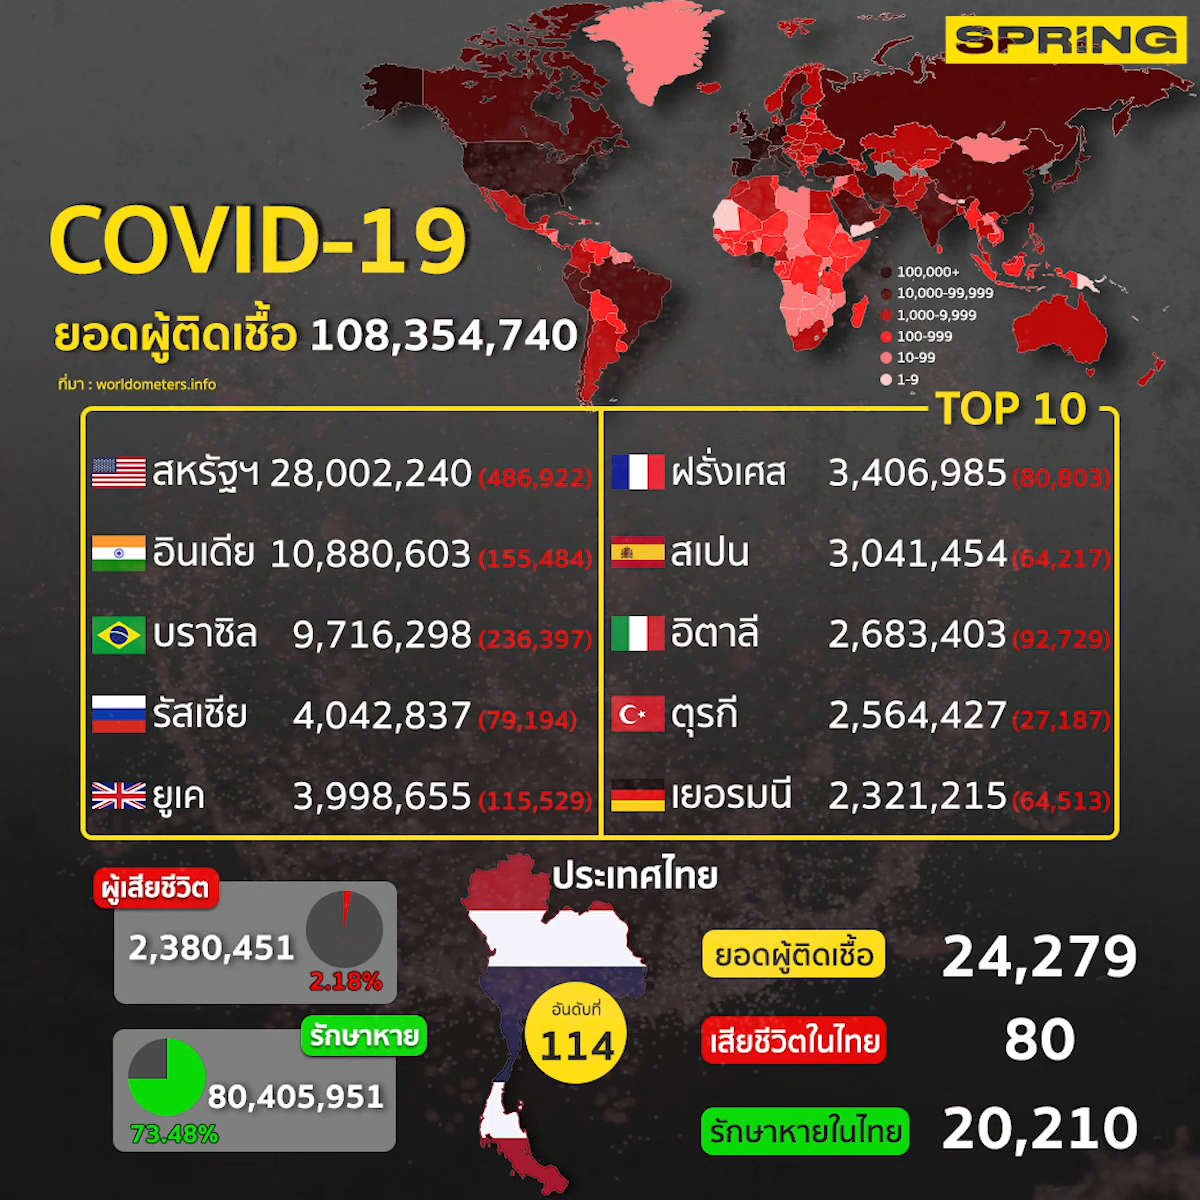 SPRiNG
COVID-19
ยอดผู้ติดเชื้อ 108,354,740
ที่มา : worldometers.info
100,000+
10,000-99,999
1,000-9,999
100-999
10-99
1-9
TOP 10
สหรัฐฯ 28,002,240 (486,922)
อินเดีย 10,880,603 (155,484)
บราซิล 9,716,298 (236,397)
รัสเซีย 4,042,837 (79,194)
ยูเค 3,998,655 (115,529)
ฝรั่งเศส 3,406,985 (80,803)
สเปน 3,041,454 (64,217)
อิตาลี 2,683,403 (92,729)
ตุรกี 2,564,427 (27,187)
เยอรมนี 2,321,215 (64,513)
ผู้เสียชีวิต
2,380,451
2.18%
รักษาหาย
80,405,951
73.48%
ประเทศไทย
อันดับที่
114
ยอดผู้ติดเชื้อ 24,279
เสียชีวิตในไทย 80
รักษาหายในไทย 20,210